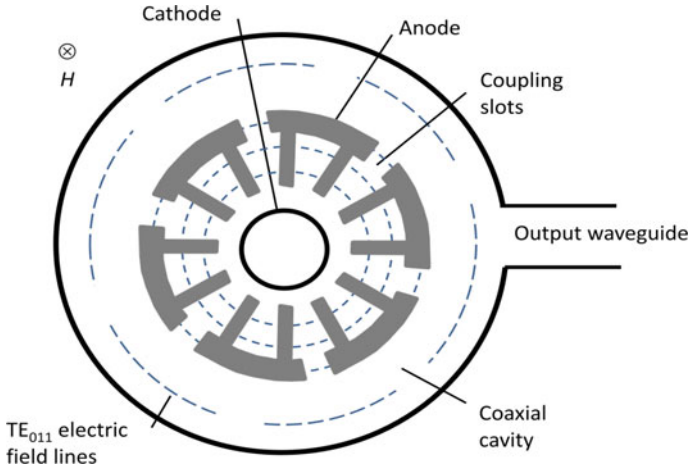 Cathode
Anode
⊗
H
Coupling
slots
Output waveguide
TE₀₁₁ electric
field lines
Coaxial
cavity